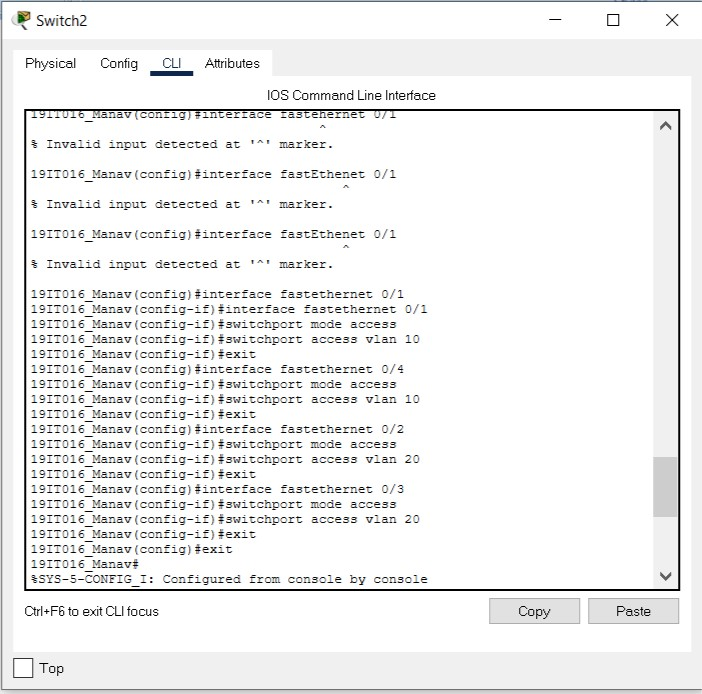 Switch2
Physical Config CLI Attributes
IOS Command Line Interface
19IT016_Manav(config)#interface fastehernet 0/1
^
% Invalid input detected at '^' marker.
19IT016_Manav(config)#interface fastEthenet 0/1
^
% Invalid input detected at '^' marker.
19IT016_Manav(config)#interface fastEthenet 0/1
^
% Invalid input detected at '^' marker.
19IT016_Manav(config)#interface fastethernet 0/1
19IT016_Manav(config-if)#interface fastethernet 0/1
19IT016_Manav(config-if)#switchport mode access
19IT016_Manav(config-if)#switchport access vlan 10
19IT016_Manav(config-if)#exit
19IT016_Manav(config)#interface fastethernet 0/4
19IT016_Manav(config-if)#switchport mode access
19IT016_Manav(config-if)#switchport access vlan 10
19IT016_Manav(config-if)#exit
19IT016_Manav(config)#interface fastethernet 0/2
19IT016_Manav(config-if)#switchport mode access
19IT016_Manav(config-if)#switchport access vlan 20
19IT016_Manav(config-if)#exit
19IT016_Manav(config)#interface fastethernet 0/3
19IT016_Manav(config-if)#switchport mode access
19IT016_Manav(config-if)#switchport access vlan 20
19IT016_Manav(config-if)#exit
19IT016_Manav(config)#exit
19IT016_Manav#
%SYS-5-CONFIG_I: Configured from console by console
Ctrl+F6 to exit CLI focus
Copy Paste
Top